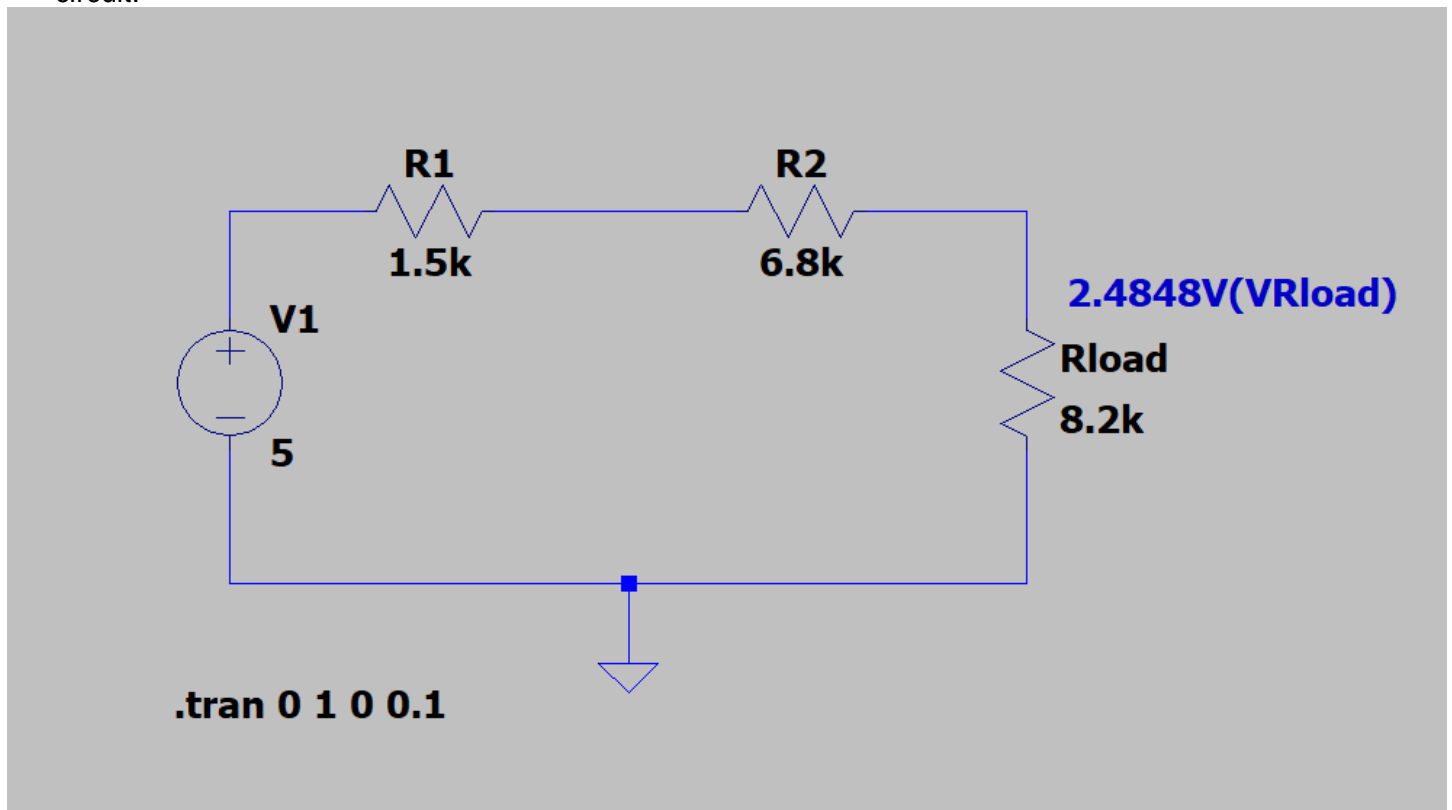 circuit.
R1
R2
1.5k
6.8k
2.4848V(VRload)
V1
Rload
8.2k
5
.tran 0 1 0 0.1